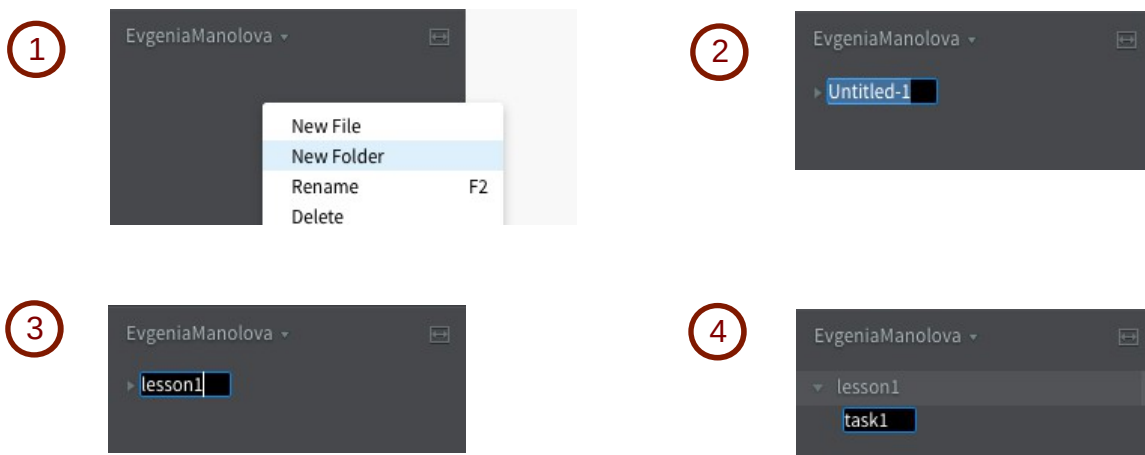 1
EvgeniaManolova
New File
New Folder
Rename F2
Delete
2
EvgeniaManolova
Untitled-1
3
EvgeniaManolova
lesson1
4
EvgeniaManolova
lesson1
task1